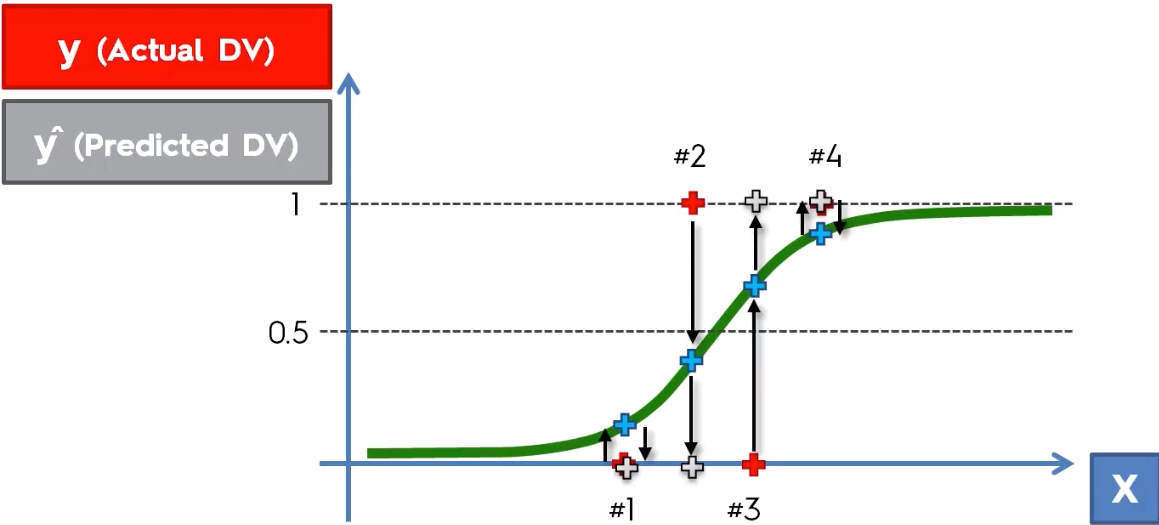 y (Actual DV)
ŷ (Predicted DV)
#2
#4
1
0.5
#1
#3
X